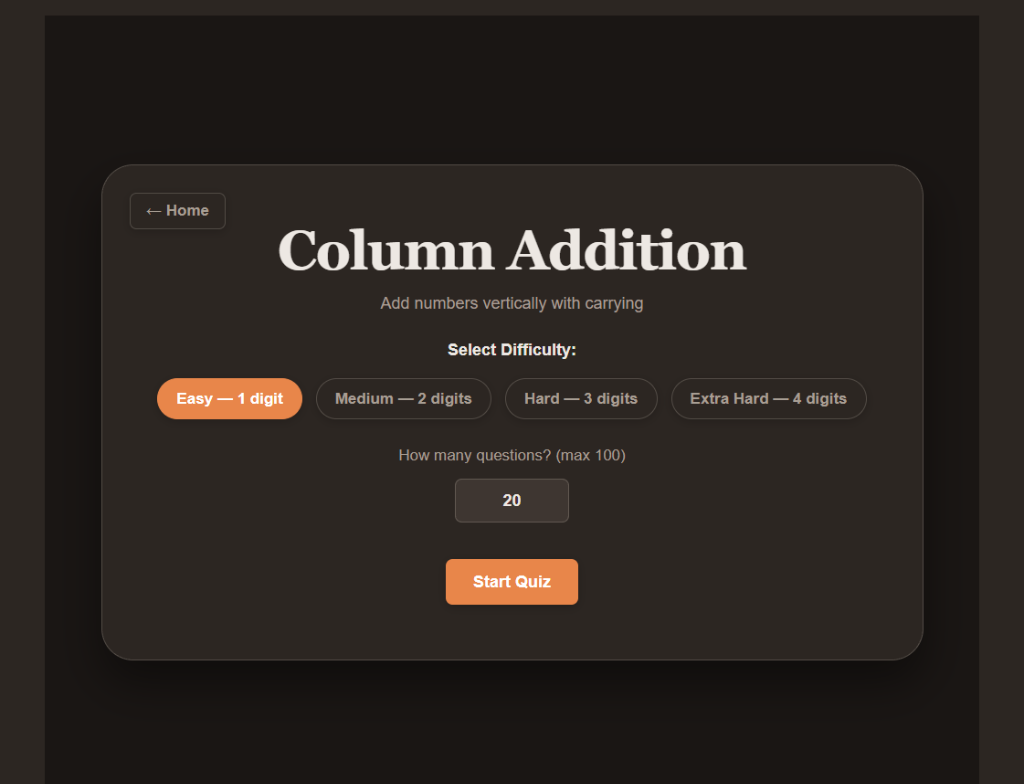 ← Home
Column Addition
Add numbers vertically with carrying
Select Difficulty:
Easy — 1 digit Medium — 2 digits Hard — 3 digits Extra Hard — 4 digits
How many questions? (max 100)
20
Start Quiz